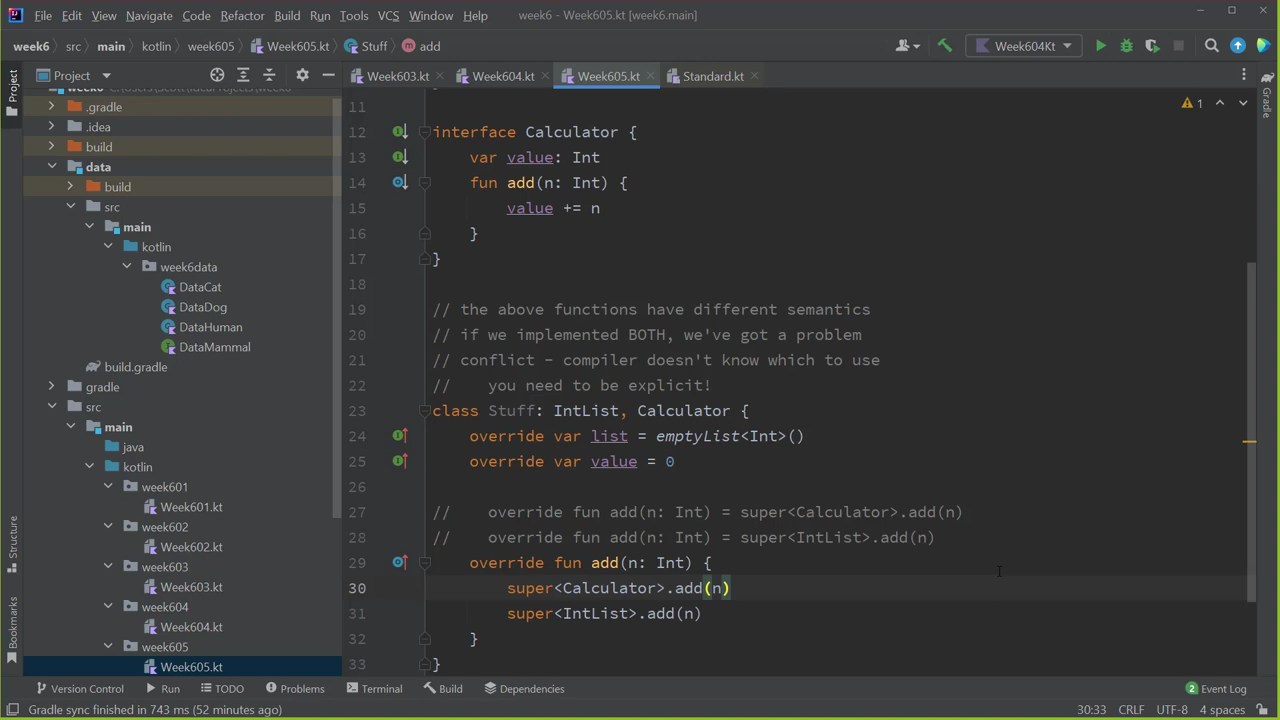 File Edit View Navigate Code Refactor Build Run Tools VCS Window Help week6 - Week605.kt [week6.main]
week6 src main kotlin week605 Week605.kt Stuff m add Week604Kt
Project Week603.kt Week604.kt Week605.kt Standard.kt
Project
Gradle
Structure
Bookmarks
.gradle
.idea
build
data
build
src
main
kotlin
week6data
DataCat
DataDog
DataHuman
DataMammal
build.gradle
gradle
src
main
java
kotlin
week601
Week601.kt
week602
Week602.kt
week603
Week603.kt
week604
Week604.kt
week605
Week605.kt
1
11
12 interface Calculator {
13 var value: Int
14 fun add(n: Int) {
15 value += n
16 }
17 }
18
19 // the above functions have different semantics
20 // if we implemented BOTH, we've got a problem
21 // conflict - compiler doesn't know which to use
22 // you need to be explicit!
23 class Stuff: IntList, Calculator {
24 override var list = emptyList<Int>()
25 override var value = 0
26
27 // override fun add(n: Int) = super<Calculator>.add(n)
28 // override fun add(n: Int) = super<IntList>.add(n)
29 override fun add(n: Int) {
30 super<Calculator>.add(n)
31 super<IntList>.add(n)
32 }
33 }
Version Control Run TODO Problems Terminal Build Dependencies 2 Event Log
Gradle sync finished in 743 ms (52 minutes ago) 30:33 CRLF UTF-8 4 spaces